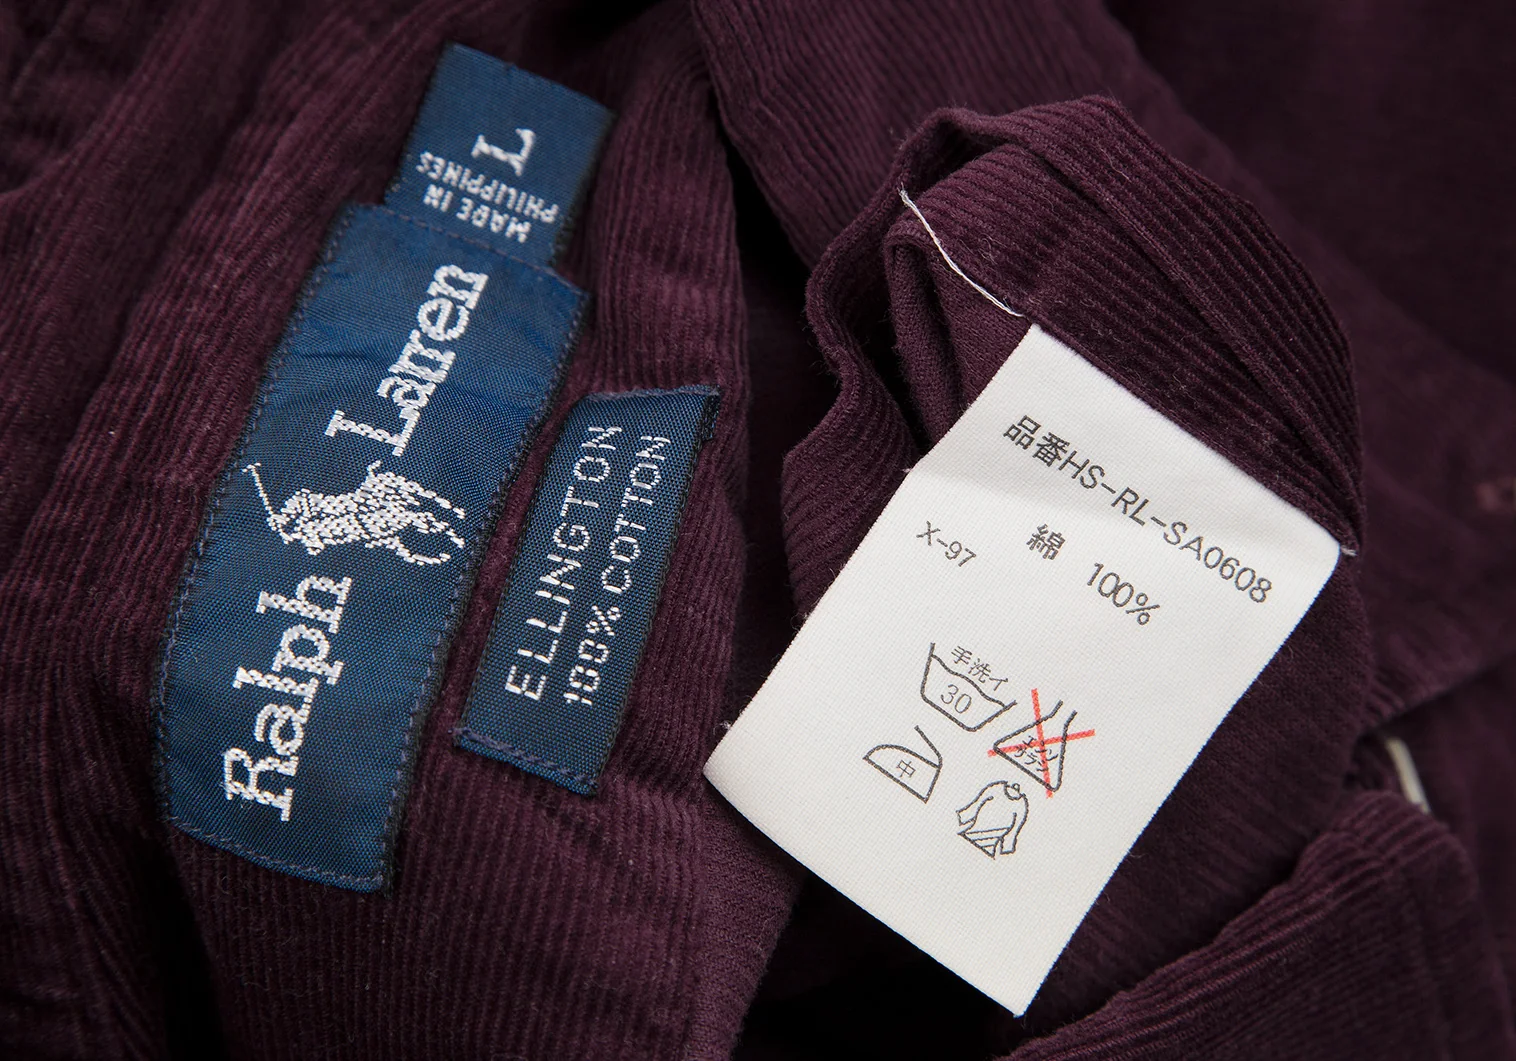 L
MADE IN
PHILIPPINES
Ralph Lauren
ELLINGTON
100% COTTON
品番HS-RL-SA0608
綿 100%
X-97
手洗イ
30
エンソ
サラシ
中